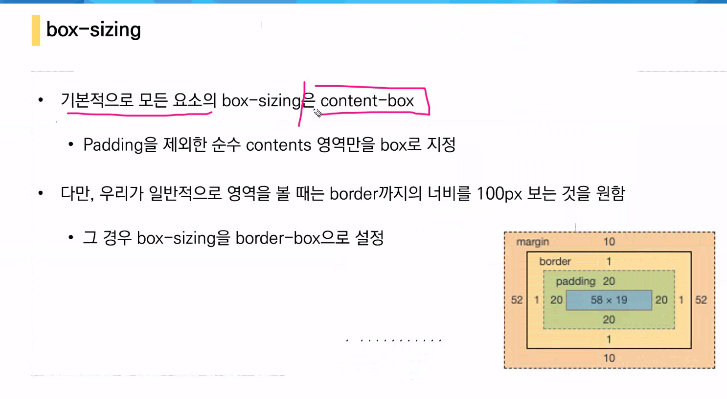 box-sizing
• 기본적으로 모든 요소의 box-sizing은 content-box
• Padding을 제외한 순수 contents 영역만을 box로 지정
• 다만, 우리가 일반적으로 영역을 볼 때는 border까지의 너비를 100px 보는 것을 원함
• 그 경우 box-sizing을 border-box으로 설정
margin 10
border 1
padding 20
52 1 20 58 × 19 20 1 52
20
1
10